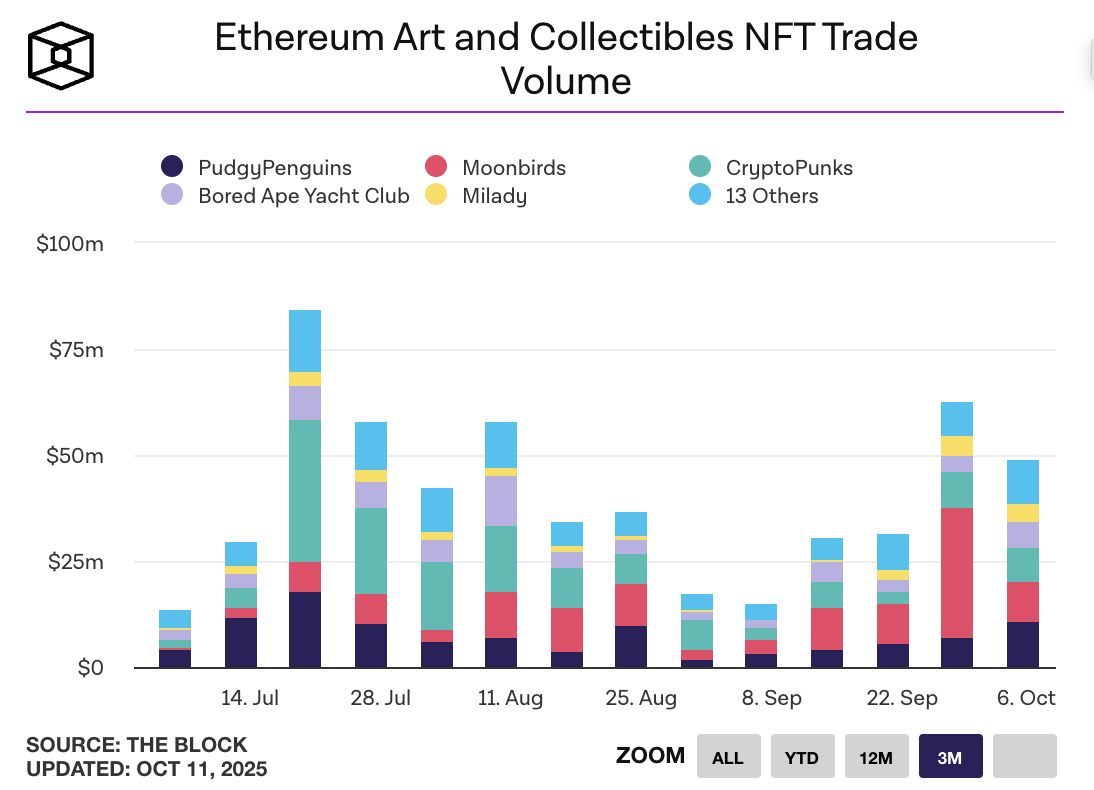 Ethereum Art and Collectibles NFT Trade
Volume
PudgyPenguins
Moonbirds
CryptoPunks
Bored Ape Yacht Club
Milady
13 Others
$100m
$75m
$50m
$25m
$0
14. Jul
28. Jul
11. Aug
25. Aug
8. Sep
22. Sep
6. Oct
SOURCE: THE BLOCK
UPDATED: OCT 11, 2025
ZOOM
ALL
YTD
12M
3M